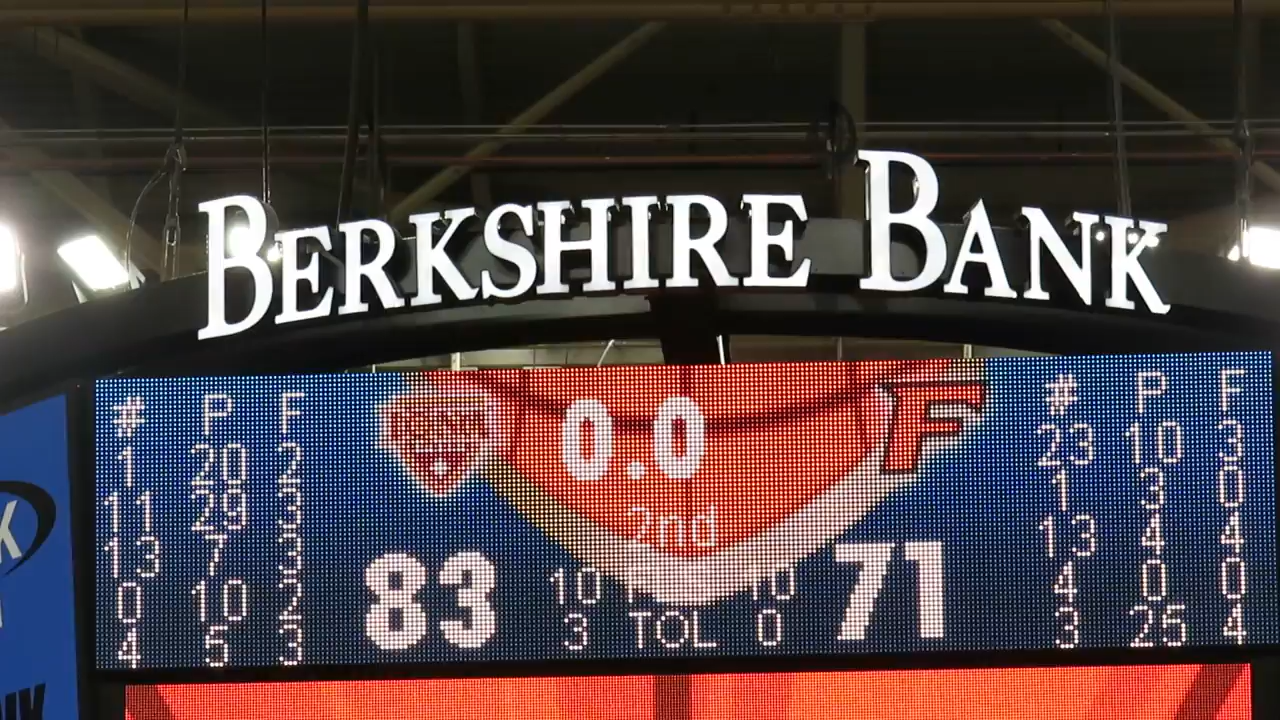 BERKSHIRE BANK
# P F 0.0 F # P F
1 20 2 23 10 3
11 29 3 2nd 1 3 0
13 7 3 13 4 4
83 71
0 10 2 10 10 4 0 0
4 5 3 3 TOL 0 3 25 4
K
NK